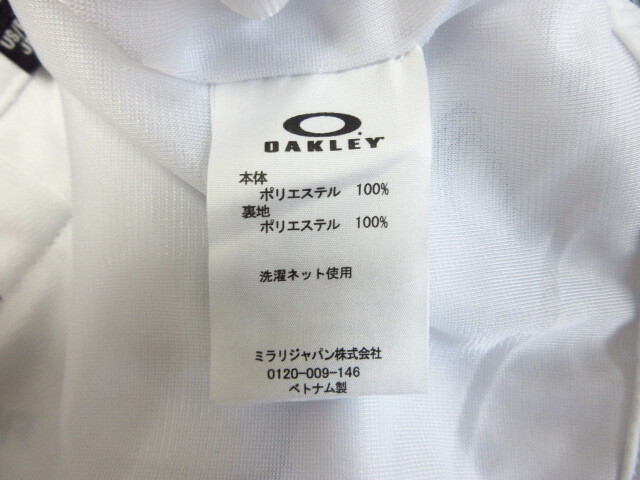 US/
OAKLEY
本体
ポリエステル 100%
裏地
ポリエステル 100%
洗濯ネット使用
ミラリジャパン株式会社
0120-009-146
ベトナム製